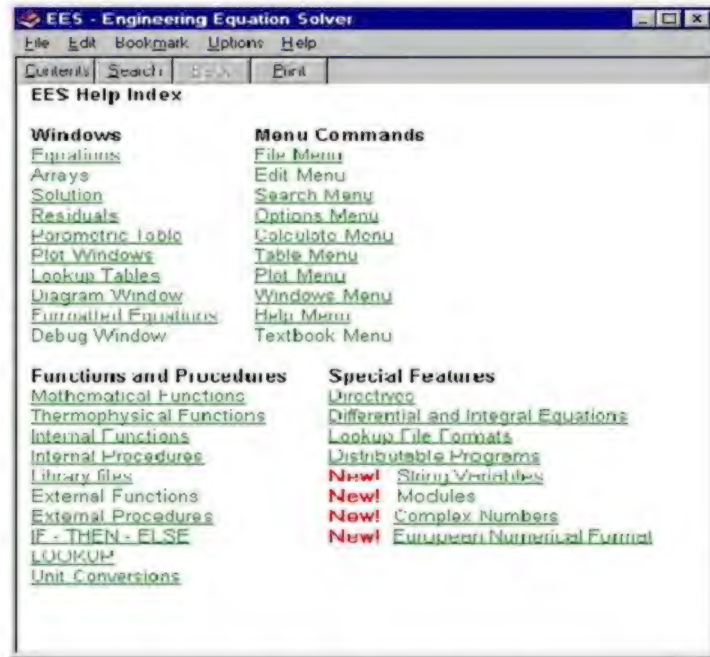 EES - Engineering Equation Solver
File Edit Bookmark Options Help
Contents Search Back Print
EES Help Index
Windows
Equations
Arrays
Solution
Residuals
Parametric Table
Plot Windows
Lookup Tables
Diagram Window
Formatted Equations
Debug Window
Menu Commands
File Menu
Edit Menu
Search Menu
Options Menu
Calculate Menu
Table Menu
Plot Menu
Windows Menu
Help Menu
Textbook Menu
Functions and Procedures
Mathematical Functions
Thermophysical Functions
Internal Functions
Internal Procedures
Library files
External Functions
External Procedures
IF - THEN - ELSE
LOOKUP
Unit Conversions
Special Features
Directives
Differential and Integral Equations
Lookup File Formats
Distributable Programs
New! String Variables
New! Modules
New! Complex Numbers
New! European Numerical Format